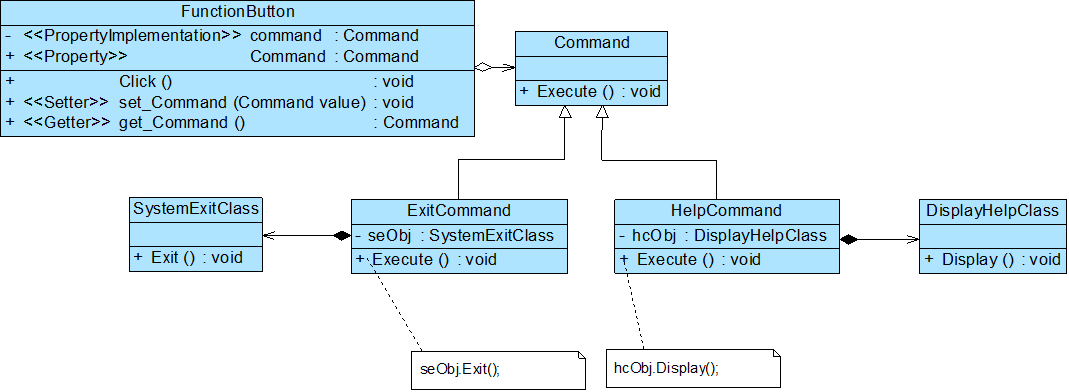 FunctionButton
- <<PropertyImplementation>> command : Command
+ <<Property>> Command : Command
+ Click () : void
+ <<Setter>> set_Command (Command value) : void
+ <<Getter>> get_Command () : Command
Command
+ Execute () : void
SystemExitClass
+ Exit () : void
ExitCommand
- seObj : SystemExitClass
+ Execute () : void
HelpCommand
- hcObj : DisplayHelpClass
+ Execute () : void
DisplayHelpClass
+ Display () : void
seObj.Exit();
hcObj.Display();